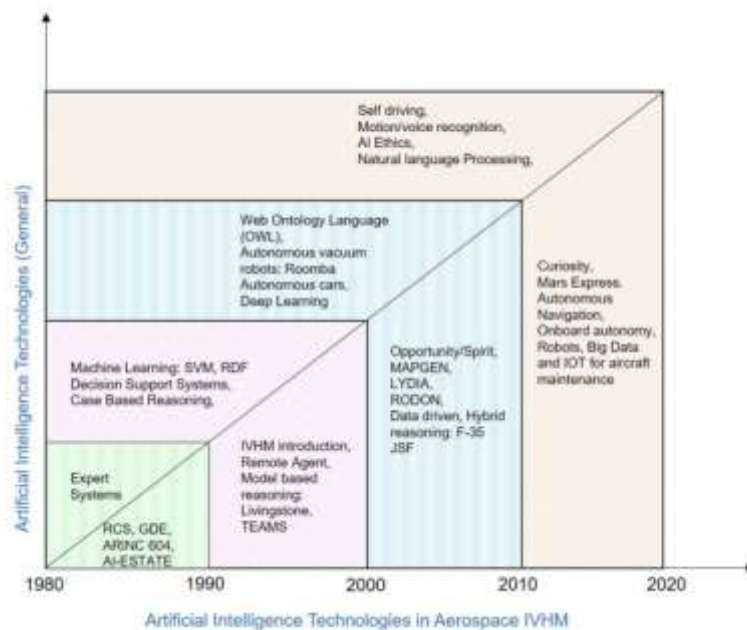 Self driving,
Motion/voice recognition,
AI Ethics,
Natural language Processing,
Web Ontology Language
(OWL),
Autonomous vacuum
robots: Roomba
Autonomous cars,
Deep Learning
Curiosity,
Mars Express.
Autonomous
Navigation,
Onboard autonomy,
Robots, Big Data
and IOT for aircraft
maintenance
Machine Learning: SVM, RDF
Decision Support Systems,
Case Based Reasoning,
Opportunity/Spirit,
MAPGEN,
LYDIA,
RODON,
Data driven, Hybrid
reasoning: F-35
JSF
IVHM introduction,
Remote Agent,
Model based
reasoning:
Livingstone,
TEAMS
Expert
Systems
RCS, GDE,
ARINC 604,
AI-ESTATE
Artificial Intelligence Technologies (General)
1980
1990
2000
2010
2020
Artificial Intelligence Technologies in Aerospace IVHM